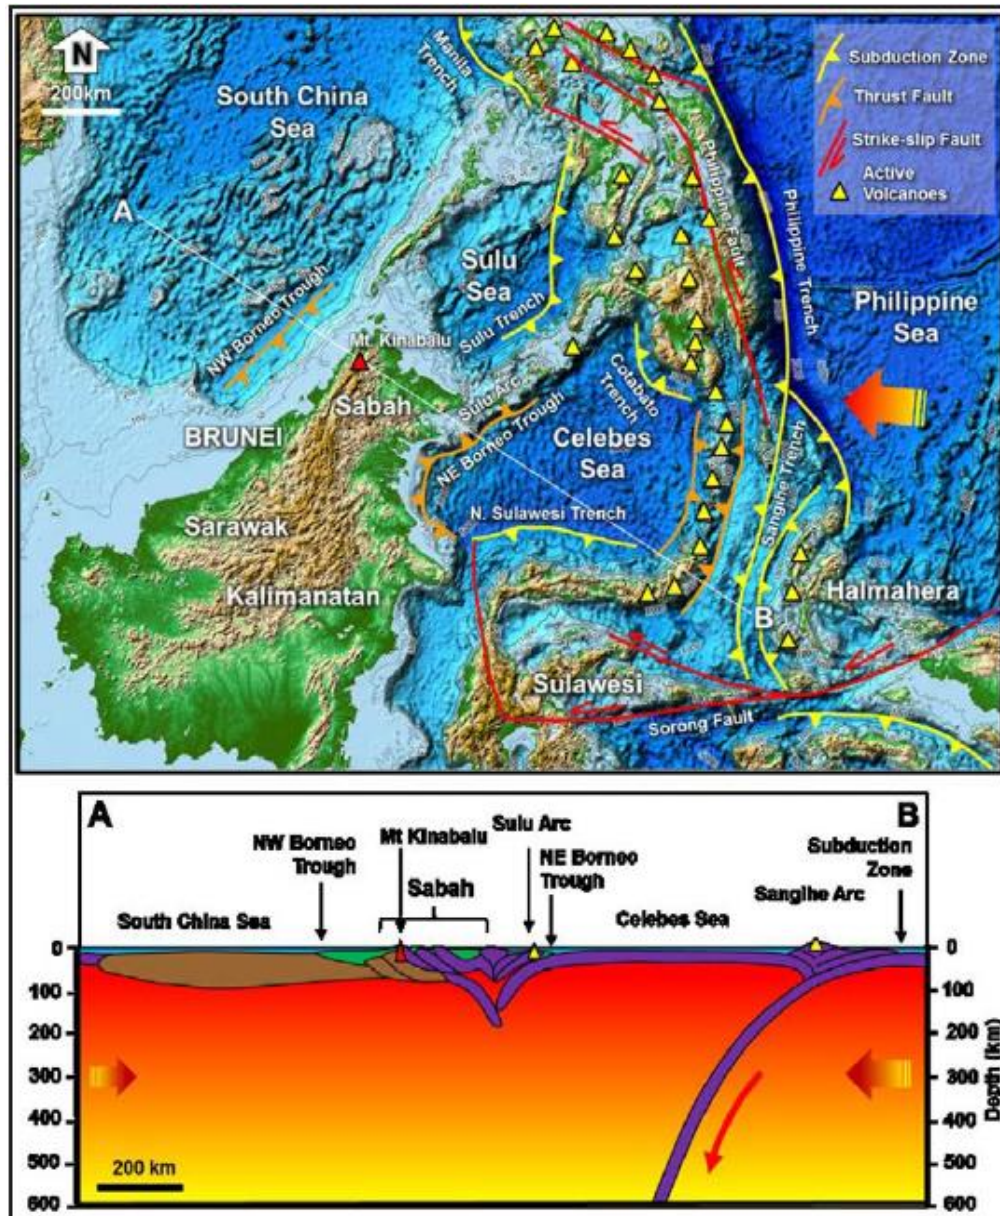 N
200km
South China
Sea
Manila
Trench
Subduction Zone
Thrust Fault
Strike-slip Fault
Active
Volcanoes
A
Philippine Fault
Philippine Trench
Sulu
Sea
Philippine
Sea
NW Borneo Trough
Sulu Trench
Mt. Kinabalu
Sabah
Sulu Arc
Cotabato
Trench
BRUNEI
NE Borneo Trough
Celebes
Sea
Sangihe Trench
Sarawak
N. Sulawesi Trench
Kalimanatan
Halmahera
B
Sulawesi
Sorong Fault
A
B
NW Borneo
Trough
Mt Kinabalu
Sulu Arc
NE Borneo
Trough
Subduction
Zone
Sabah
Sangihe Arc
South China Sea
Celebes Sea
0
100
200
300
400
500
600
0
100
200
300
400
500
600
Depth (km)
200 km